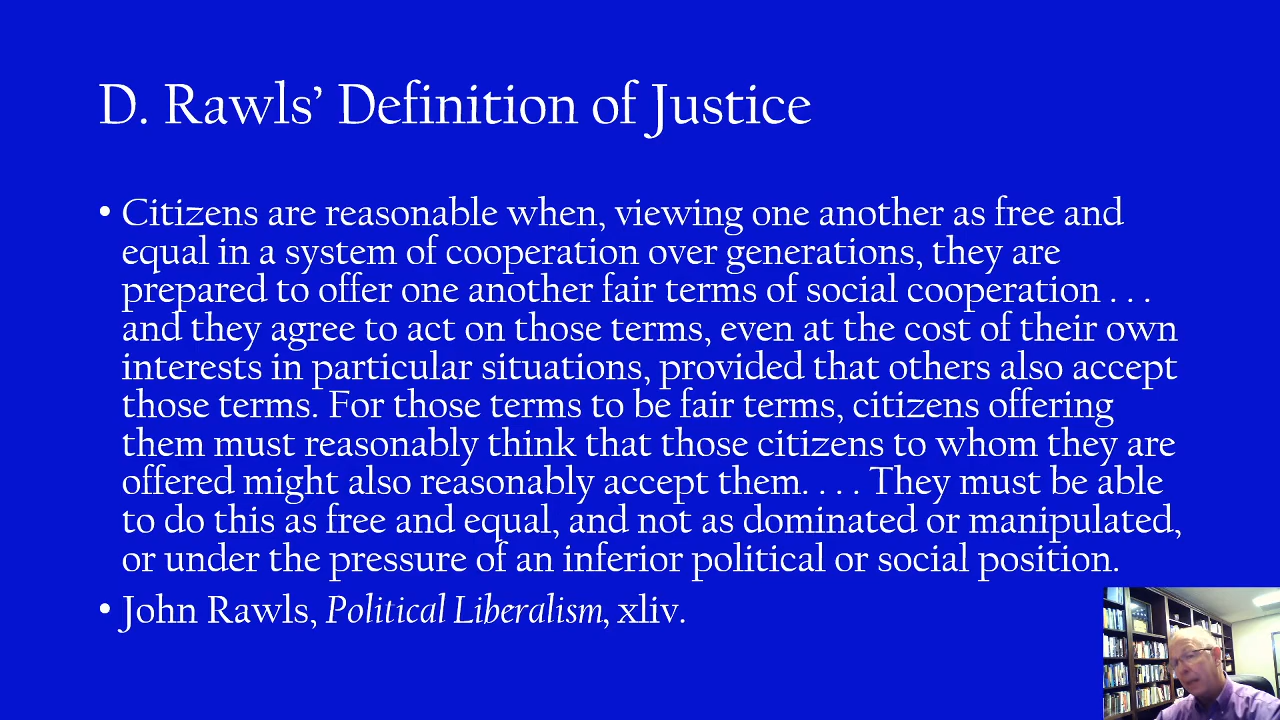 D. Rawls’ Definition of Justice
• Citizens are reasonable when, viewing one another as free and
equal in a system of cooperation over generations, they are
prepared to offer one another fair terms of social cooperation . . .
and they agree to act on those terms, even at the cost of their own
interests in particular situations, provided that others also accept
those terms. For those terms to be fair terms, citizens offering
them must reasonably think that those citizens to whom they are
offered might also reasonably accept them. . . . They must be able
to do this as free and equal, and not as dominated or manipulated,
or under the pressure of an inferior political or social position.
• John Rawls, Political Liberalism, xliv.